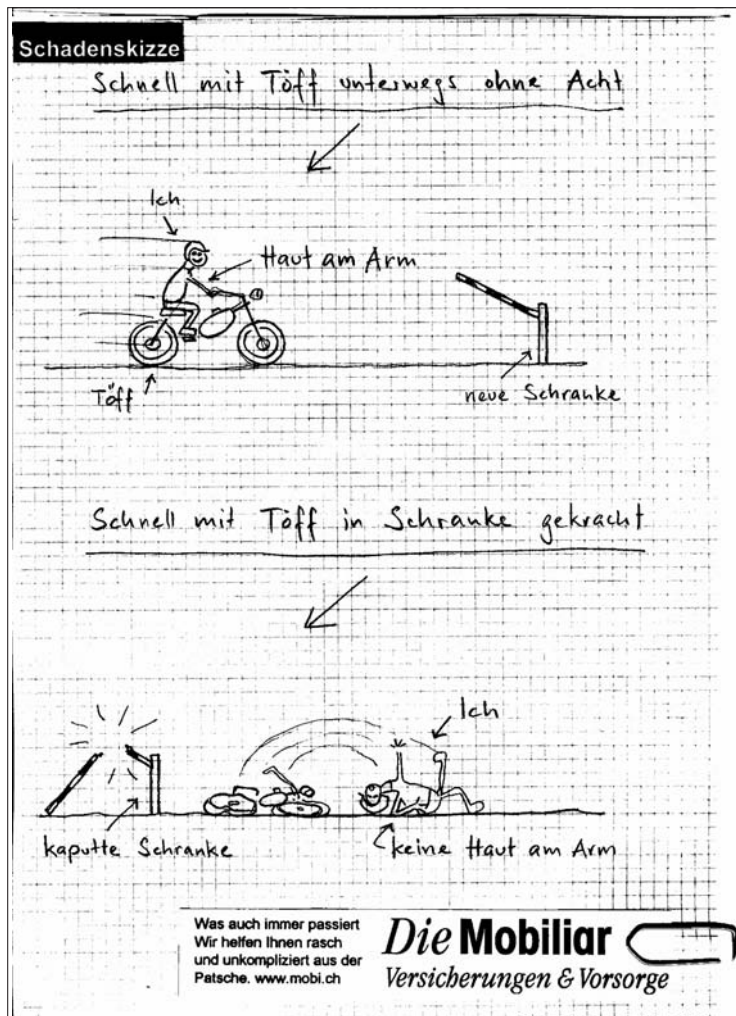 Schadenskizze
Schnell mit Töff unterwegs ohne Acht
Ich
Haut am Arm
Töff
neue Schranke
Schnell mit Töff in Schranke gekracht
Ich
kaputte Schranke
keine Haut am Arm
Was auch immer passiert
Wir helfen Ihnen rasch
und unkompliziert aus der
Patsche. www.mobi.ch
Die Mobiliar
Versicherungen & Vorsorge